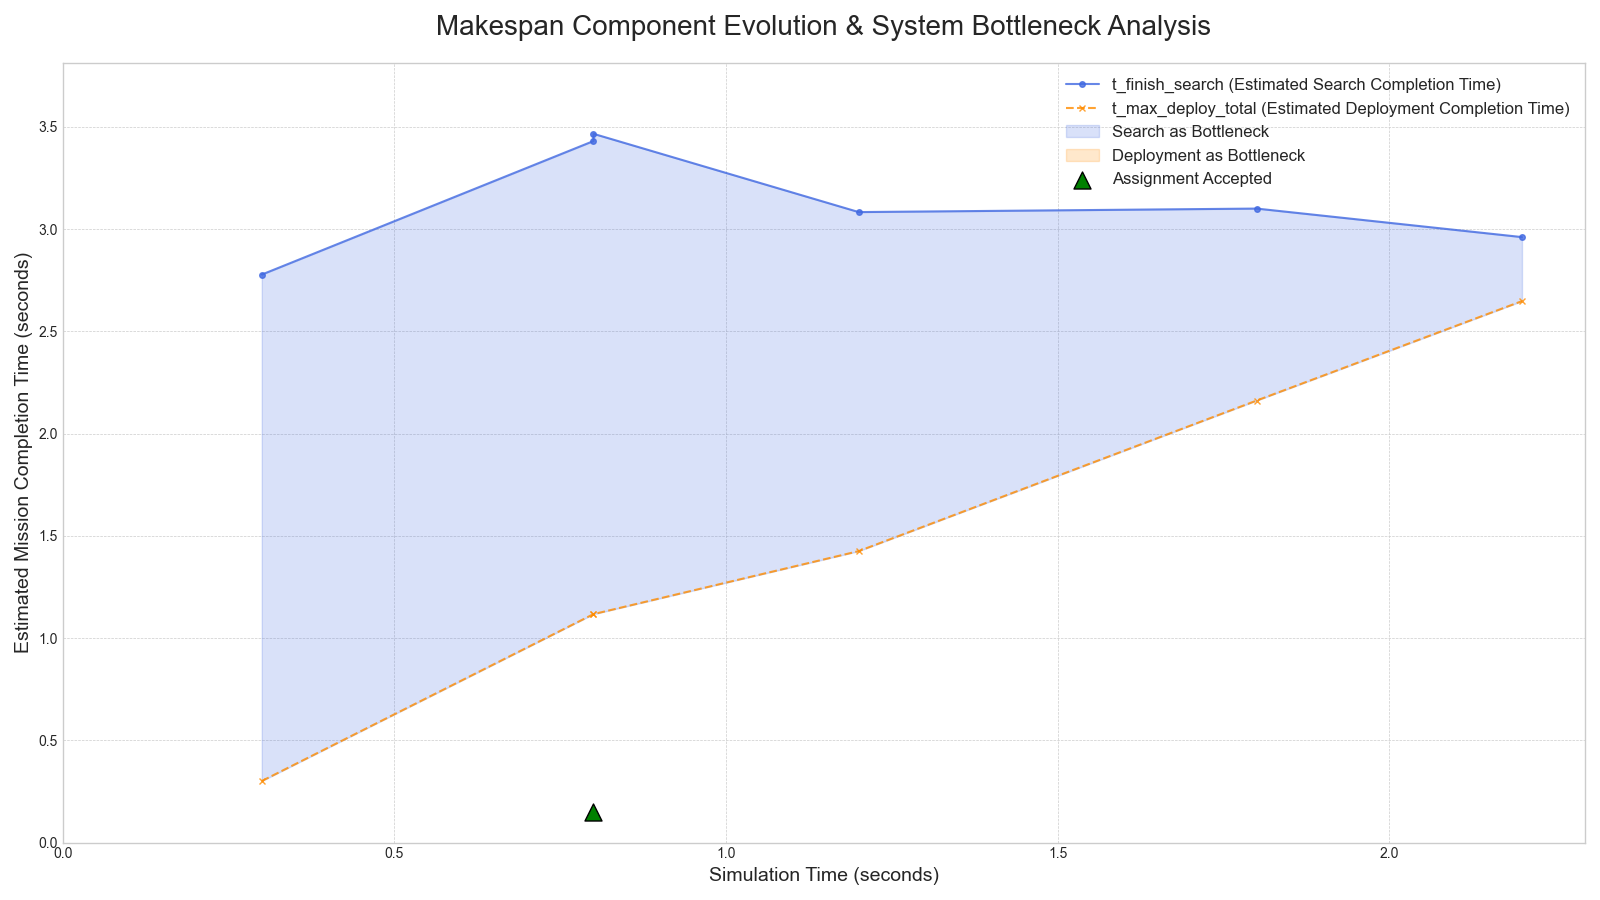 Makespan Component Evolution & System Bottleneck Analysis
t_finish_search (Estimated Search Completion Time)
t_max_deploy_total (Estimated Deployment Completion Time)
Search as Bottleneck
Deployment as Bottleneck
Assignment Accepted
Estimated Mission Completion Time (seconds)
3.5
3.0
2.5
2.0
1.5
1.0
0.5
0.0
0.0 0.5 1.0 1.5 2.0
Simulation Time (seconds)